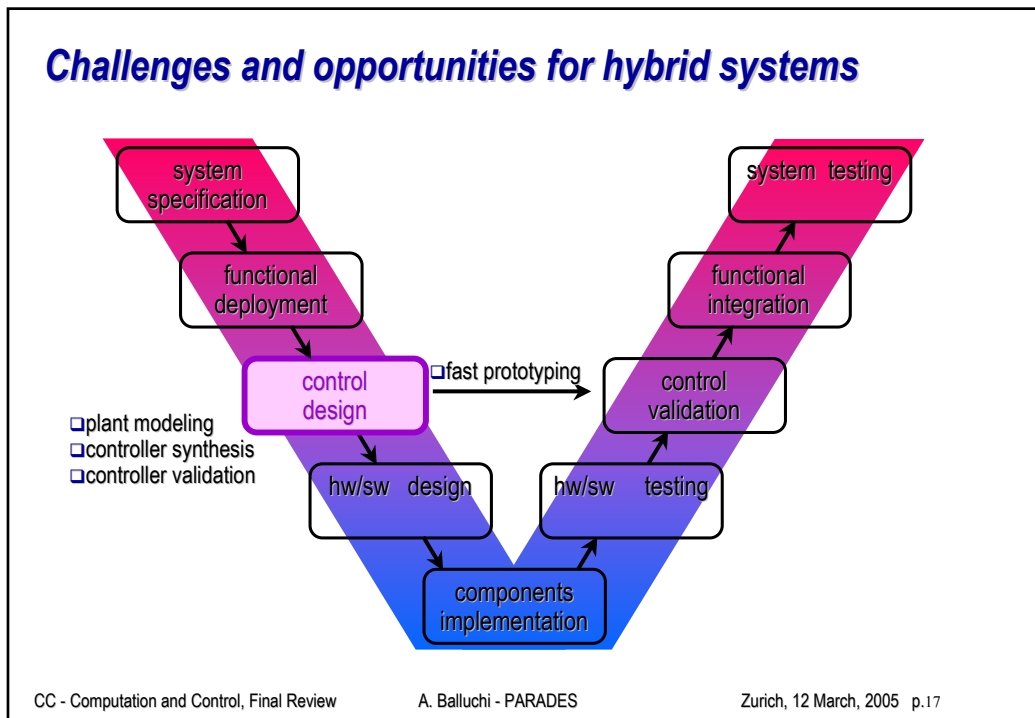 Challenges and opportunities for hybrid systems
system
specification
system testing
functional
deployment
functional
integration
control
design
❑fast prototyping
control
validation
❑plant modeling
❑controller synthesis
❑controller validation
hw/sw design
hw/sw testing
components
implementation
CC - Computation and Control, Final Review A. Balluchi - PARADES Zurich, 12 March, 2005 p.17